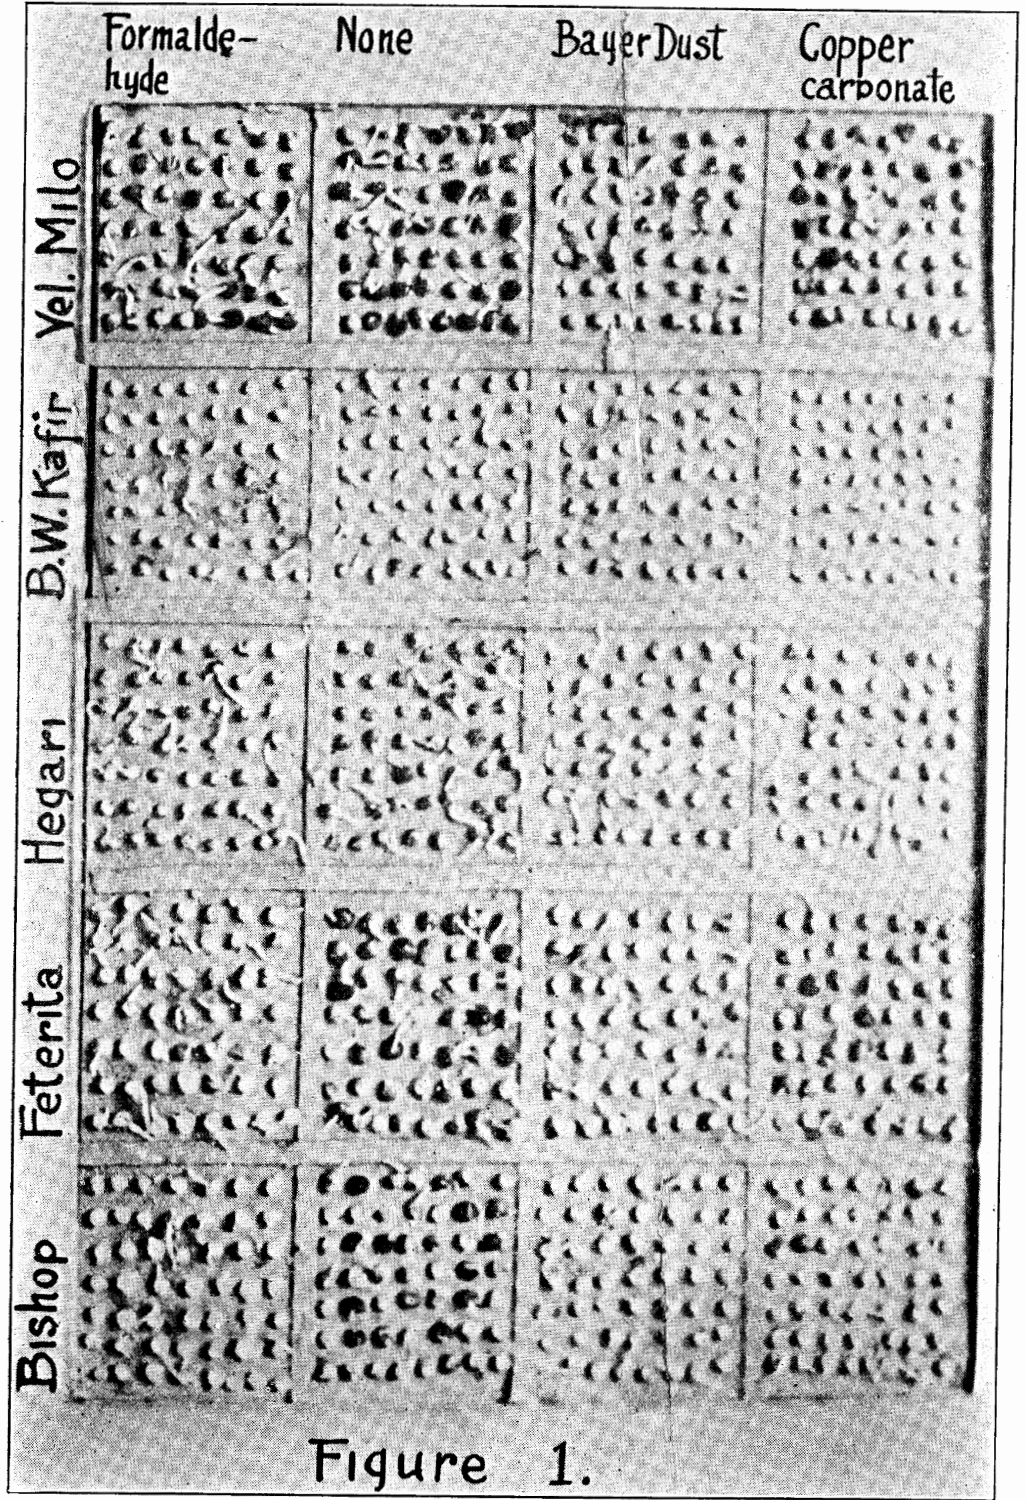 Formalde-
hyde
None
Bayer Dust
Copper
carbonate
Yel. Milo
B.W. Kafir
Hegari
Feterita
Bishop
Figure 1.